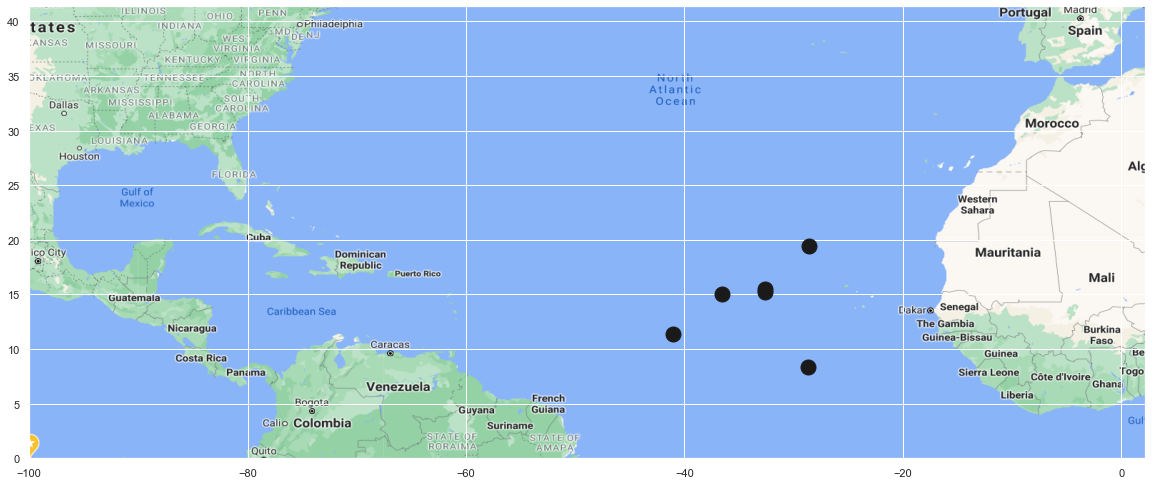 40
35
30
25
20
15
10
5
0
−100
−80
−60
−40
−20
0
tates
ILLINOIS
OHIO
PENN
Philadelphia
INDIANA
MD
DE
NJ
KANSAS
MISSOURI
WEST
VIRGINIA
KENTUCKY
VIRGINIA
OKLAHOMA
TENNESSEE
NORTH
CAROLINA
ARKANSAS
Dallas
MISSISSIPPI
SOUTH
CAROLINA
ALABAMA
EXAS
GEORGIA
LOUISIANA
Houston
FLORIDA
Gulf of
Mexico
Cuba
ico City
Dominican
Republic
Puerto Rico
Guatemala
Caribbean Sea
Nicaragua
Caracas
Costa Rica
Panama
Venezuela
Bogota
Guyana
French
Guiana
Cali
Colombia
Suriname
STATE OF
RORAIMA
STATE OF
AMAPA
Quito
North
Atlantic
Ocean
Portugal
Madrid
Spain
Morocco
Alg
Western
Sahara
Mauritania
Mali
Dakar
Senegal
The Gambia
Guinea-Bissau
Burkina
Faso
Guinea
Be
Sierra Leone
Côte d'Ivoire
Togo
Ghana
Liberia
Gulf